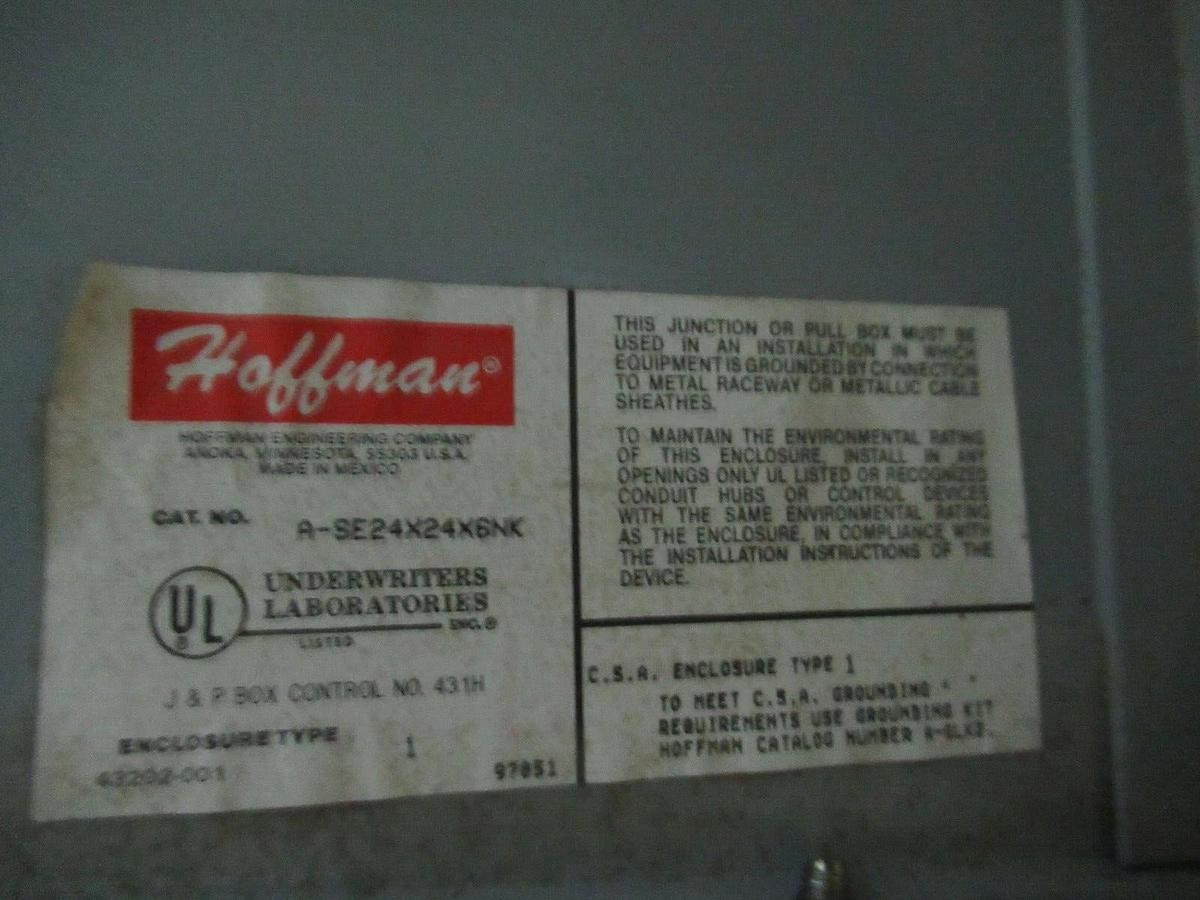 Hoffman®
HOFFMAN ENGINEERING COMPANY
ANOKA, MINNESOTA, 55303 U.S.A.
MADE IN MEXICO
CAT. NO. A-SE24X24X6NK
UL ®
UNDERWRITERS
LABORATORIES
INC.®
LISTED
J & P BOX CONTROL NO. 431H
ENCLOSURE TYPE 1
43202-001 97051
THIS JUNCTION OR PULL BOX MUST BE
USED IN AN INSTALLATION IN WHICH
EQUIPMENT IS GROUNDED BY CONNECTION
TO METAL RACEWAY OR METALLIC CABLE
SHEATHES.
TO MAINTAIN THE ENVIRONMENTAL RATING
OF THIS ENCLOSURE, INSTALL IN ANY
OPENINGS ONLY UL LISTED OR RECOGNIZED
CONDUIT HUBS OR CONTROL DEVICES
WITH THE SAME ENVIRONMENTAL RATING
AS THE ENCLOSURE, IN COMPLIANCE WITH
THE INSTALLATION INSTRUCTIONS OF THE
DEVICE.
C.S.A. ENCLOSURE TYPE 1
TO MEET C.S.A. GROUNDING
REQUIREMENTS USE GROUNDING KIT
HOFFMAN CATALOG NUMBER